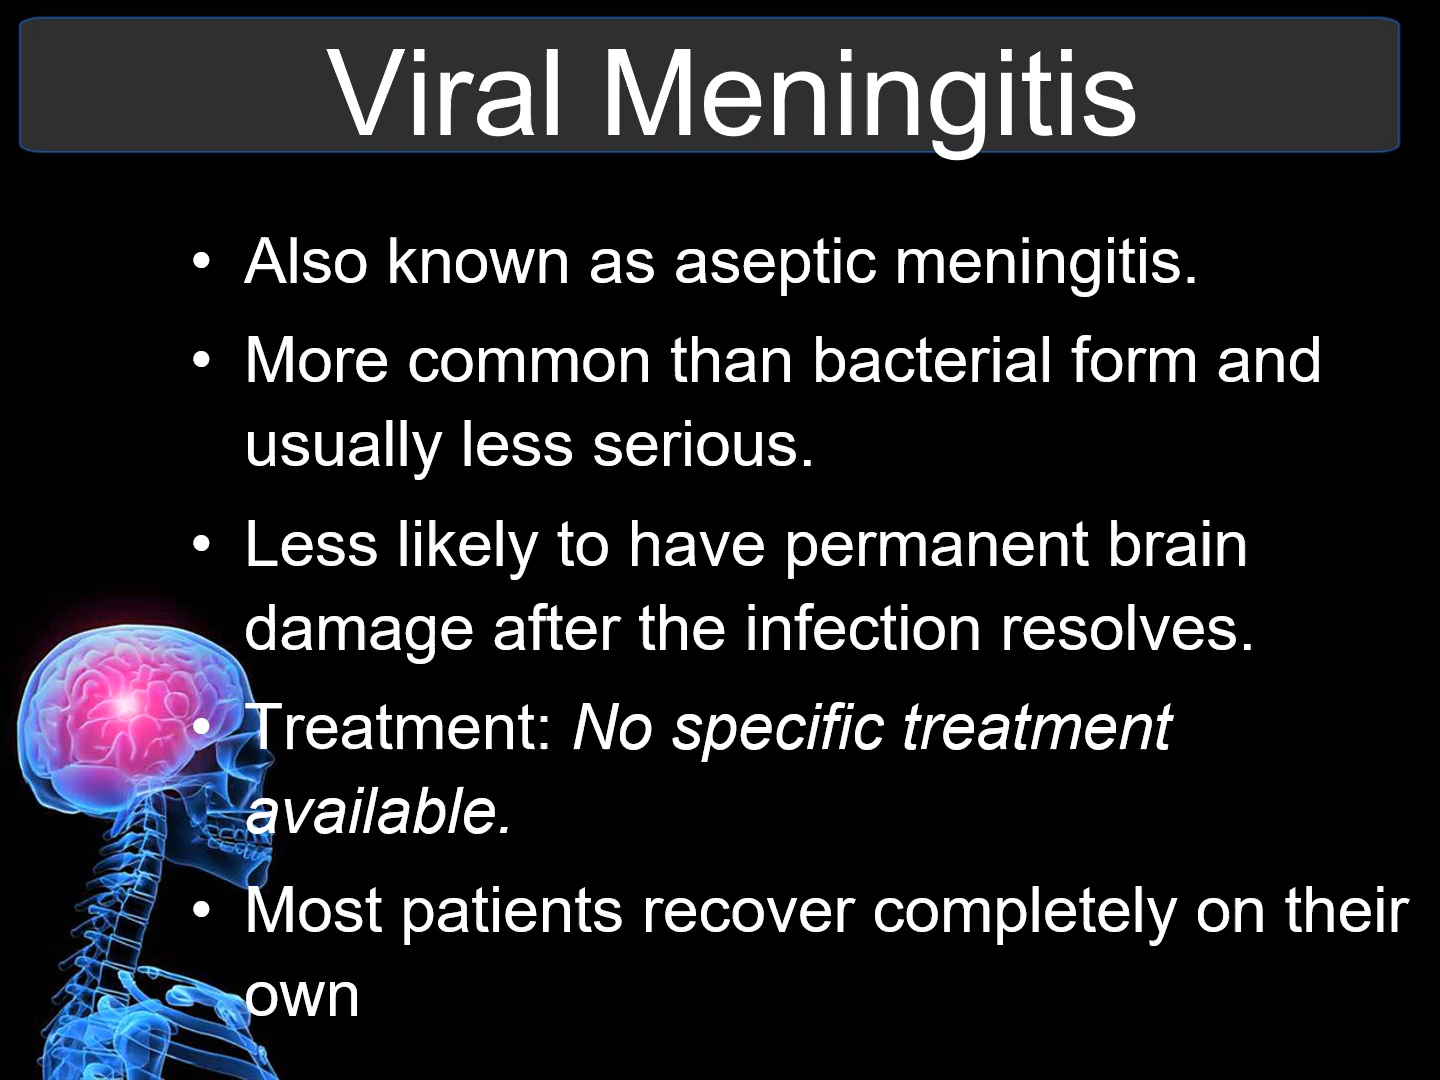 Viral Meningitis
• Also known as aseptic meningitis.
• More common than bacterial form and
usually less serious.
• Less likely to have permanent brain
damage after the infection resolves.
• Treatment: No specific treatment
available.
• Most patients recover completely on their
own